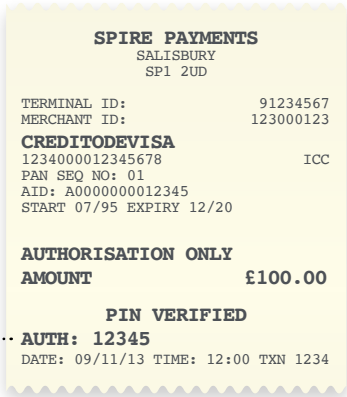 SPIRE PAYMENTS
SALISBURY
SP1 2UD
TERMINAL ID: 91234567
MERCHANT ID: 123000123
CREDITODEVISA
1234000012345678 ICC
PAN SEQ NO: 01
AID: A0000000012345
START 07/95 EXPIRY 12/20
AUTHORISATION ONLY
AMOUNT £100.00
PIN VERIFIED
AUTH: 12345
DATE: 09/11/13 TIME: 12:00 TXN 1234